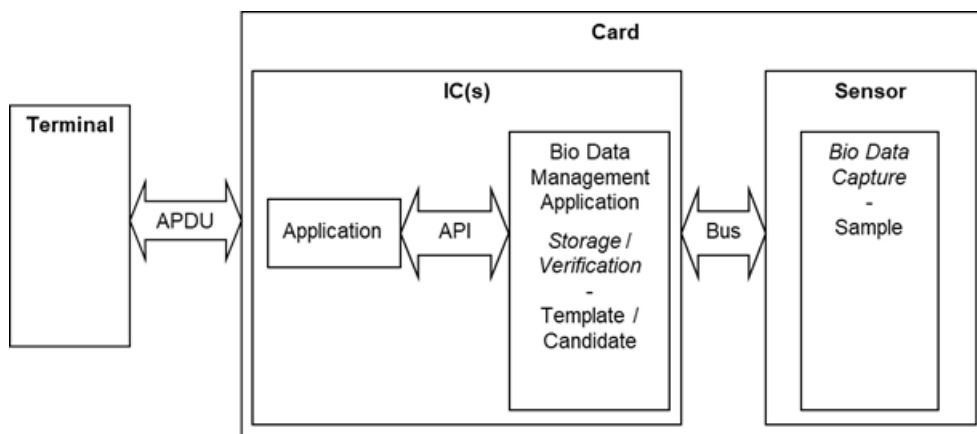 Card
IC(s)
Sensor
Terminal
Bio Data
Management
Application
Storage /
Verification
-
Template /
Candidate
Bio Data
Capture
-
Sample
APDU
Application
API
Bus